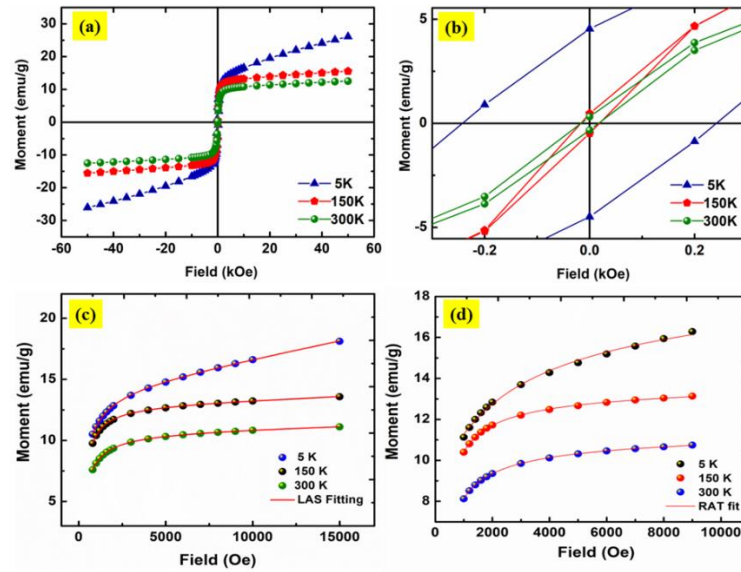 (a)
30
20
10
0
-10
-20
-30
Moment (emu/g)
5K
150K
300K
-60 -40 -20 0 20 40 60
Field (kOe)
(b)
5
0
-5
Moment (emu/g)
5K
150K
300K
-0.2 0.0 0.2
Field (kOe)
(c)
20
15
10
5
Moment (emu/g)
5 K
150 K
300 K
LAS Fitting
0 5000 10000 15000
Field (Oe)
(d)
18
16
14
12
10
8
Moment (emu/g)
5 K
150 K
300 K
RAT fit
0 2000 4000 6000 8000 10000
Field (Oe)